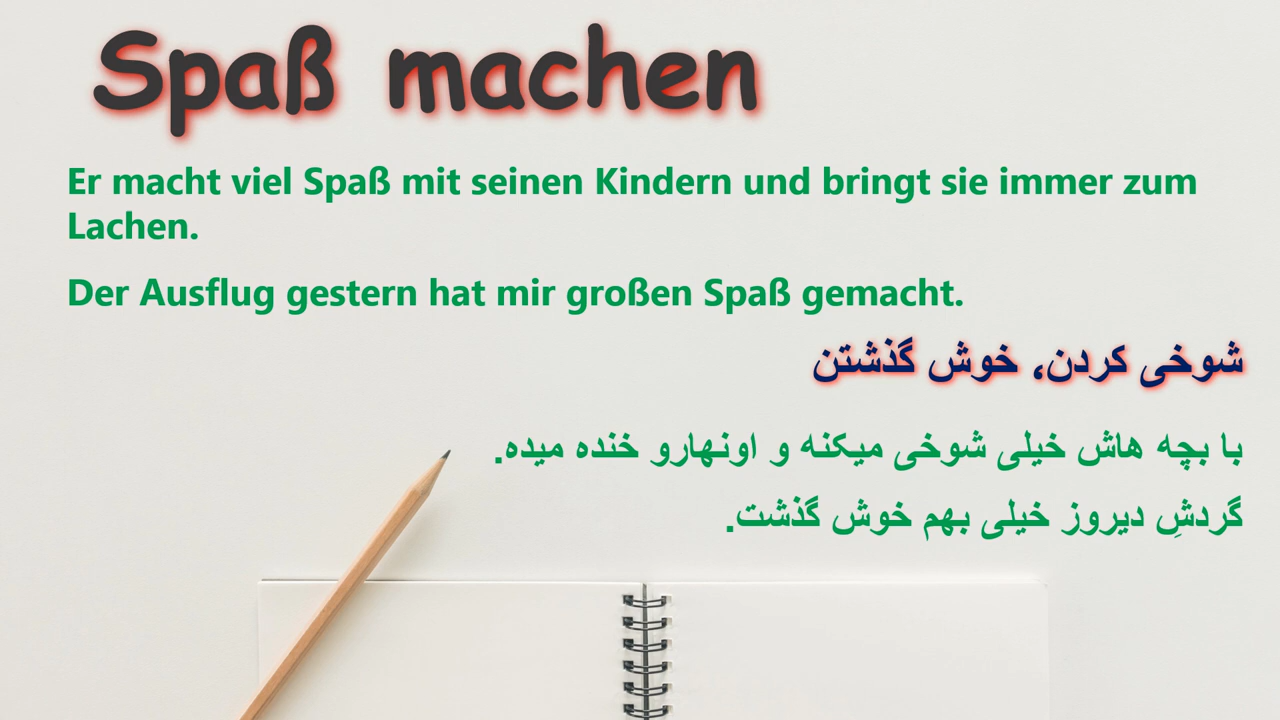 Spaß machen
Er macht viel Spaß mit seinen Kindern und bringt sie immer zum
Lachen.
Der Ausflug gestern hat mir großen Spaß gemacht.
شوخی کردن، خوش گذشتن
با بچه هاش خیلی شوخی میکنه و اونهارو خنده میده.
گردشِ دیروز خیلی بهم خوش گذشت.